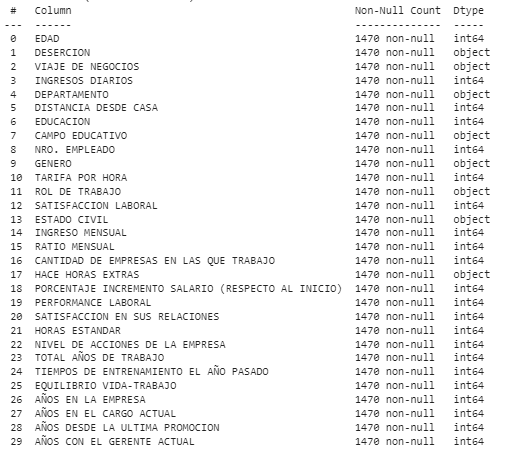 #   Column   Non-Null Count   Dtype
---   ------   --------------   -----
0   EDAD   1470 non-null   int64
1   DESERCION   1470 non-null   object
2   VIAJE DE NEGOCIOS   1470 non-null   object
3   INGRESOS DIARIOS   1470 non-null   int64
4   DEPARTAMENTO   1470 non-null   object
5   DISTANCIA DESDE CASA   1470 non-null   int64
6   EDUCACION   1470 non-null   int64
7   CAMPO EDUCATIVO   1470 non-null   object
8   NRO. EMPLEADO   1470 non-null   int64
9   GENERO   1470 non-null   object
10   TARIFA POR HORA   1470 non-null   int64
11   ROL DE TRABAJO   1470 non-null   object
12   SATISFACCION LABORAL   1470 non-null   int64
13   ESTADO CIVIL   1470 non-null   object
14   INGRESO MENSUAL   1470 non-null   int64
15   RATIO MENSUAL   1470 non-null   int64
16   CANTIDAD DE EMPRESAS EN LAS QUE TRABAJO   1470 non-null   int64
17   HACE HORAS EXTRAS   1470 non-null   object
18   PORCENTAJE INCREMENTO SALARIO (RESPECTO AL INICIO)   1470 non-null   int64
19   PERFORMANCE LABORAL   1470 non-null   int64
20   SATISFACCION EN SUS RELACIONES   1470 non-null   int64
21   HORAS ESTANDAR   1470 non-null   int64
22   NIVEL DE ACCIONES DE LA EMPRESA   1470 non-null   int64
23   TOTAL AÑOS DE TRABAJO   1470 non-null   int64
24   TIEMPOS DE ENTRENAMIENTO EL AÑO PASADO   1470 non-null   int64
25   EQUILIBRIO VIDA-TRABAJO   1470 non-null   int64
26   AÑOS EN LA EMPRESA   1470 non-null   int64
27   AÑOS EN EL CARGO ACTUAL   1470 non-null   int64
28   AÑOS DESDE LA ULTIMA PROMOCION   1470 non-null   int64
29   AÑOS CON EL GERENTE ACTUAL   1470 non-null   int64